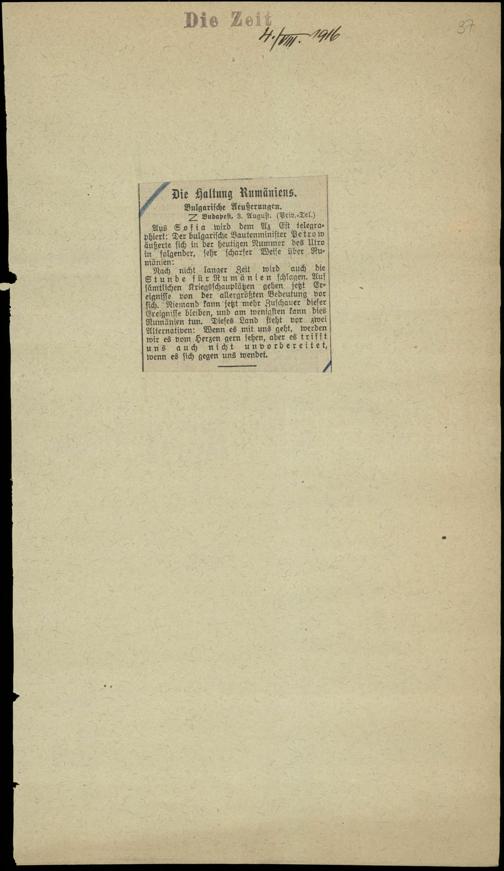 Die Zeit
4./VIII. 1916
37
Die Haltung Rumäniens.
Bulgarische Äußerungen.
Budapest, 3. August. (Priv.-Tel.)
Aus Sofia wird dem Az Est telegra-
phiert: Der bulgarische Bautenminister Petrow
äußerte sich in der heutigen Nummer des Utro
in folgender, sehr scharfer Weise über Ru-
mänien:
Nach nicht langer Zeit wird auch die
Stunde für Rumänien schlagen. Auf
sämtlichen Kriegsschauplätzen gehen jetzt Er-
eignisse von der allergrößten Bedeutung vor
sich. Niemand kann jetzt mehr Zuschauer dieser
Ereignisse bleiben, und am wenigsten kann dies
Rumänien tun. Dieses Land steht vor zwei
Alternativen: Wenn es mit uns geht, werden
wir es vom Herzen gern sehen, aber es trifft
uns auch nicht unvorbereitet,
wenn es sich gegen uns wendet.